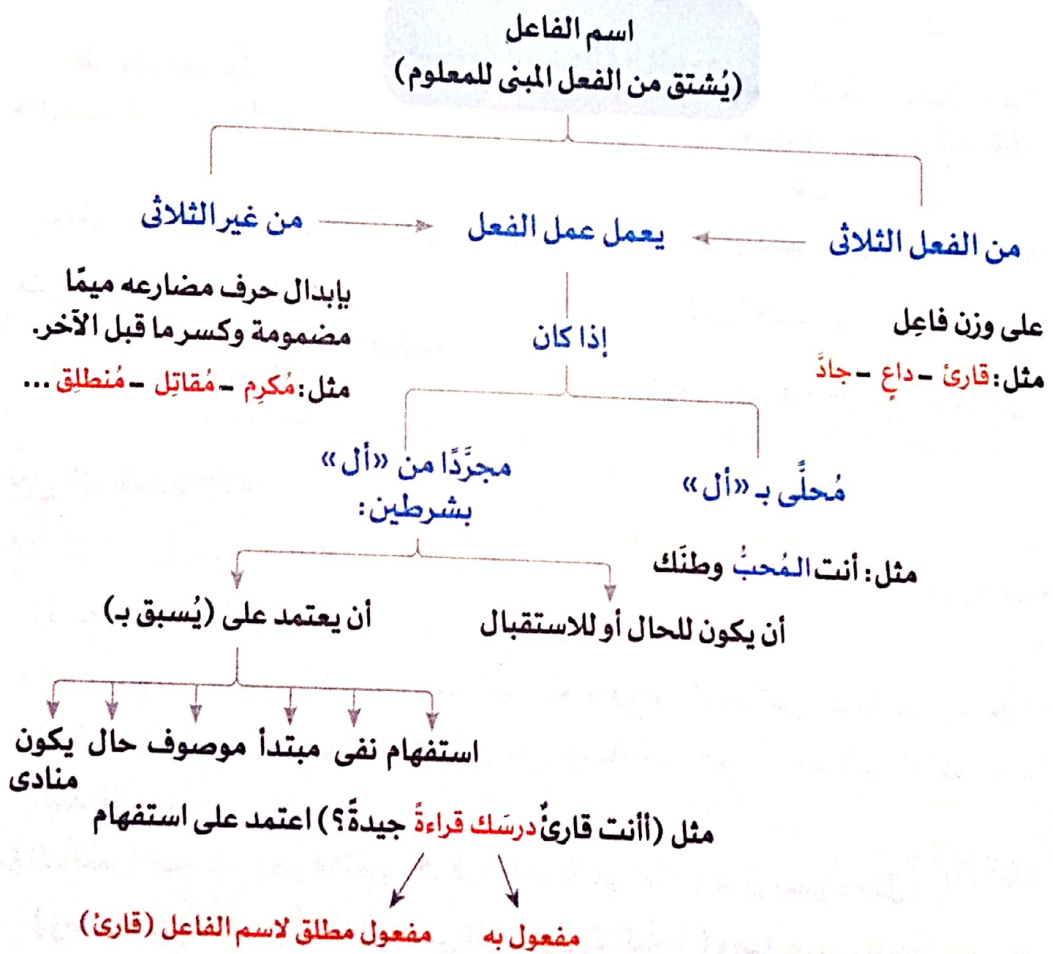 اسم الفاعل
(يُشتق من الفعل المبنى للمعلوم)
من الفعل الثلاثى
يعمل عمل الفعل
من غير الثلاثى
على وزن فاعِل
مثل: قارئ - داعٍ - جادَّ
بإبدال حرف مضارعه ميمًا
مضمومة وكسر ما قبل الآخر.
مثل: مُكرِم - مُقاتِل - مُنطلِق ...
إذا كان
مُحلًّى بـ «أل»
مثل: أنت المُحبُّ وطنَك
مجرَّدًا من «أل»
بشرطين:
أن يكون للحال أو للاستقبال
أن يعتمد على (يُسبق بـ)
استفهام نفى مبتدأ موصوف حال يكون
منادى
مثل (أأنت قارئٌ درسَك قراءةً جيدةً؟) اعتمد على استفهام
مفعول به
مفعول مطلق لاسم الفاعل (قارئ)